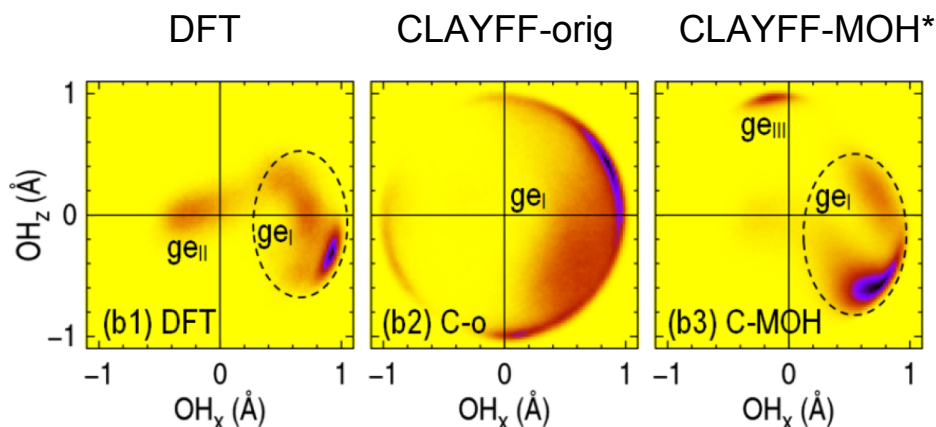 DFT CLAYFF-orig CLAYFF-MOH*
1 geIII
geI geI
OHz (Å) 0 geII geI
−1 (b1) DFT (b2) C-o (b3) C-MOH
−1 0 1 −1 0 1 −1 0 1
OHx (Å) OHx (Å) OHx (Å)